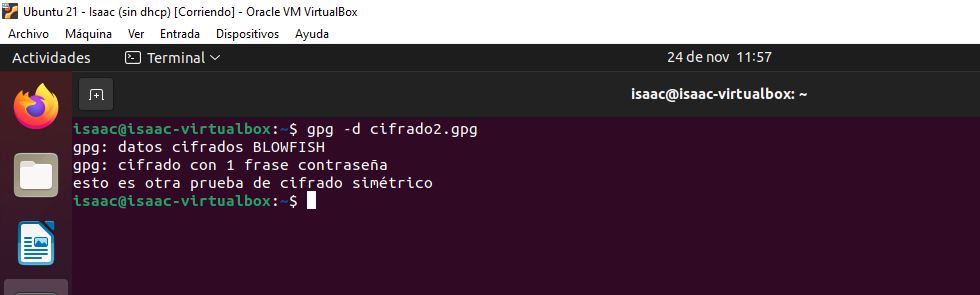 Ubuntu 21 - Isaac (sin dhcp) [Corriendo] - Oracle VM VirtualBox
Archivo Máquina Ver Entrada Dispositivos Ayuda
Actividades Terminal 24 de nov 11:57
isaac@isaac-virtualbox: ~
isaac@isaac-virtualbox:~$ gpg -d cifrado2.gpg
gpg: datos cifrados BLOWFISH
gpg: cifrado con 1 frase contraseña
esto es otra prueba de cifrado simétrico
isaac@isaac-virtualbox:~$